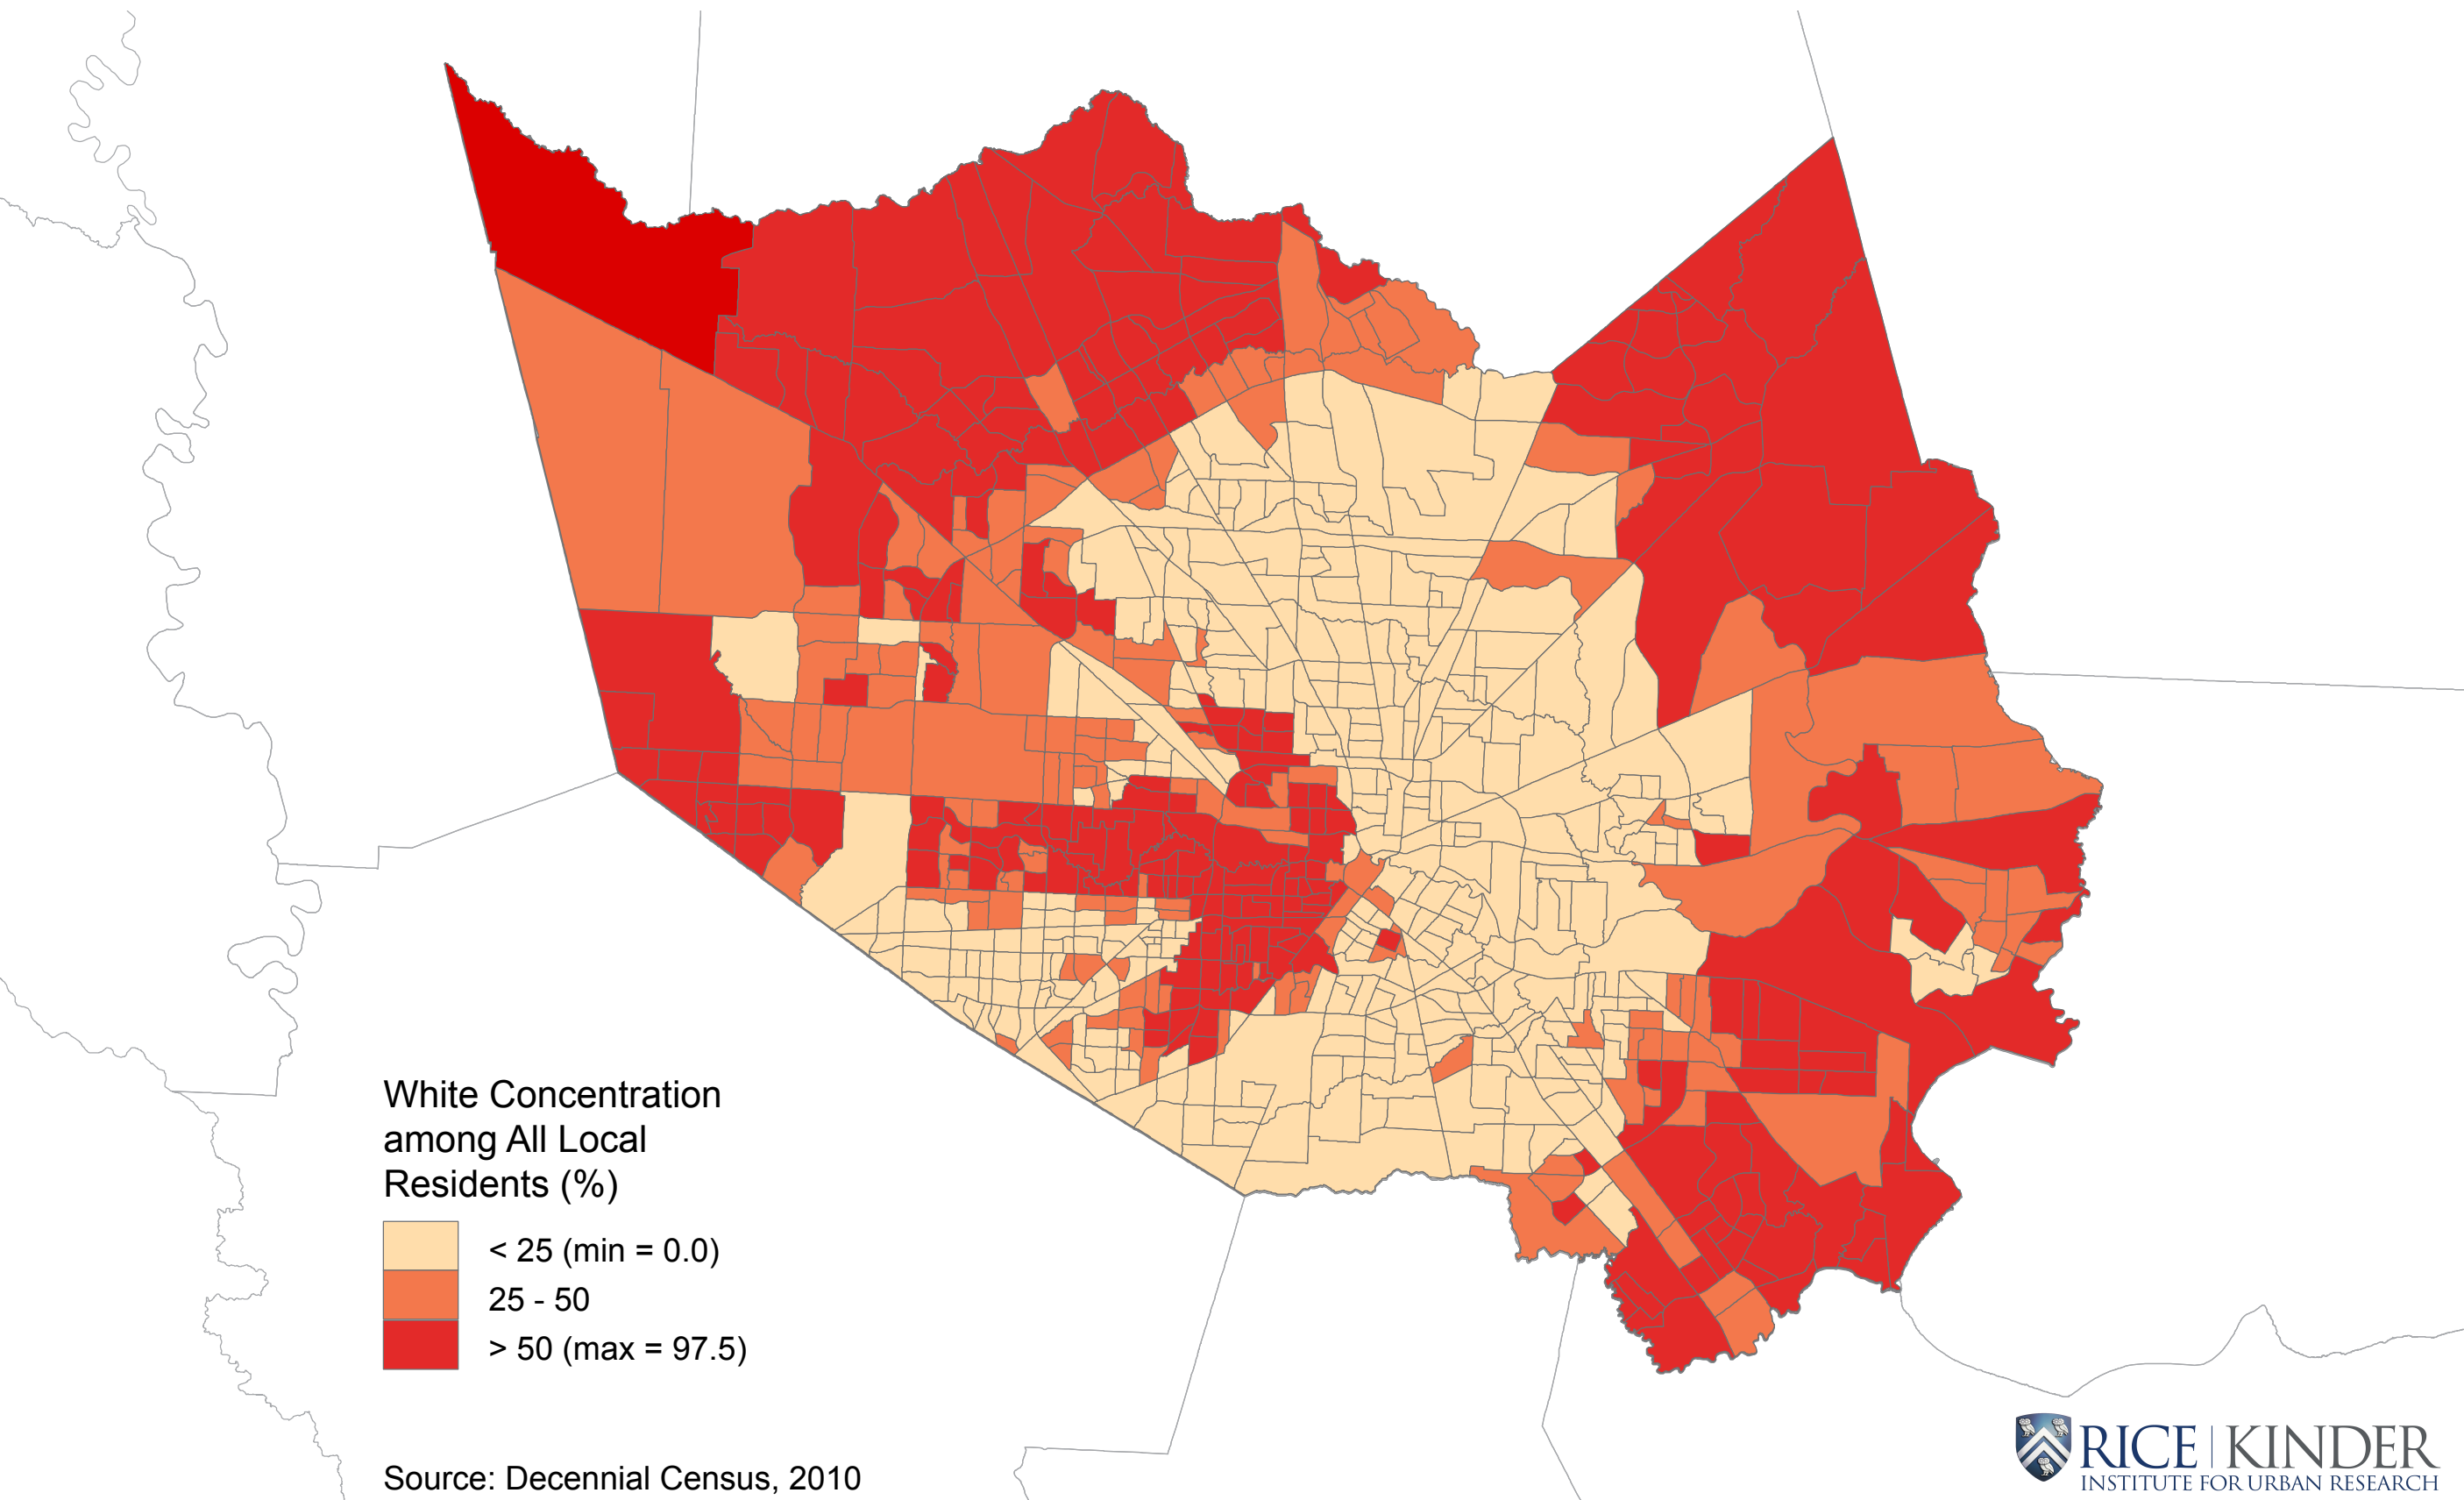 White Concentration
among All Local
Residents (%)
< 25 (min = 0.0)
25 - 50
> 50 (max = 97.5)
Source: Decennial Census, 2010
RICE | KINDER
INSTITUTE FOR URBAN RESEARCH